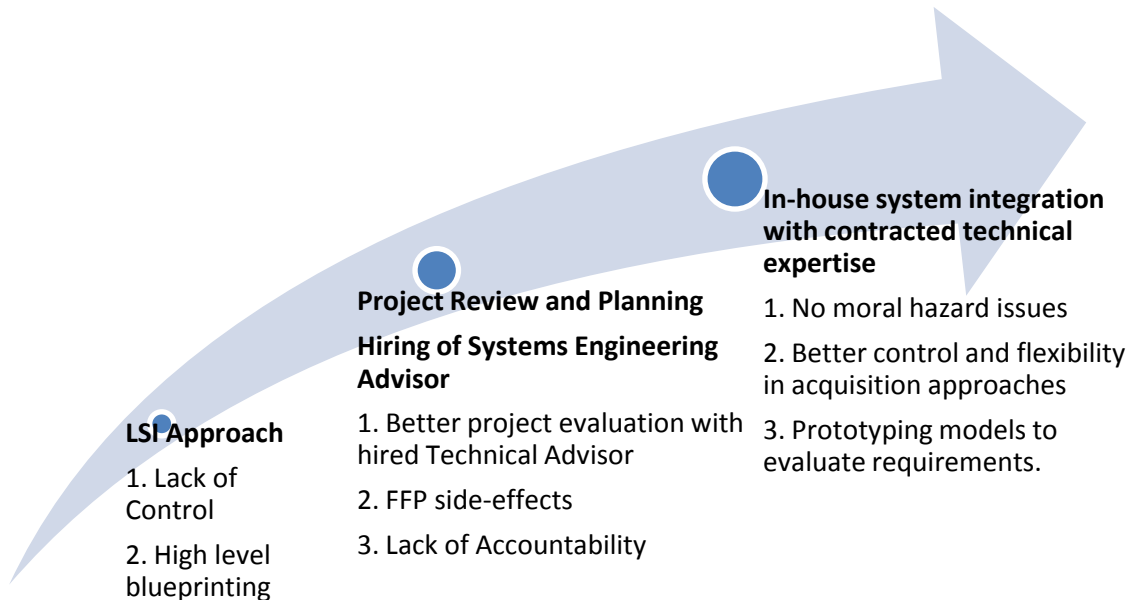 LSI Approach
1. Lack of
Control
2. High level
blueprinting
Project Review and Planning
Hiring of Systems Engineering
Advisor
1. Better project evaluation with
hired Technical Advisor
2. FFP side-effects
3. Lack of Accountability
In-house system integration
with contracted technical
expertise
1. No moral hazard issues
2. Better control and flexibility
in acquisition approaches
3. Prototyping models to
evaluate requirements.